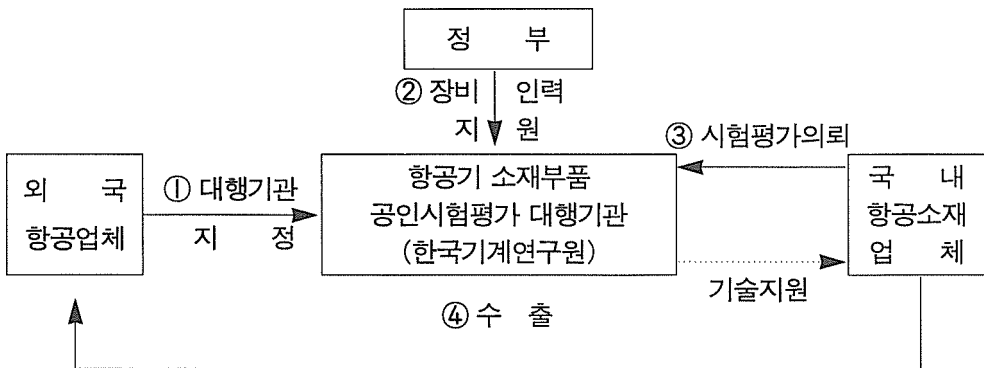 정 부
② 장비 인력
지 원
③ 시험평가의뢰
외 국
항공업체
① 대행기관
지 정
항공기 소재부품
공인시험평가 대행기관
(한국기계연구원)
국 내
항공소재
업 체
기술지원
④ 수 출